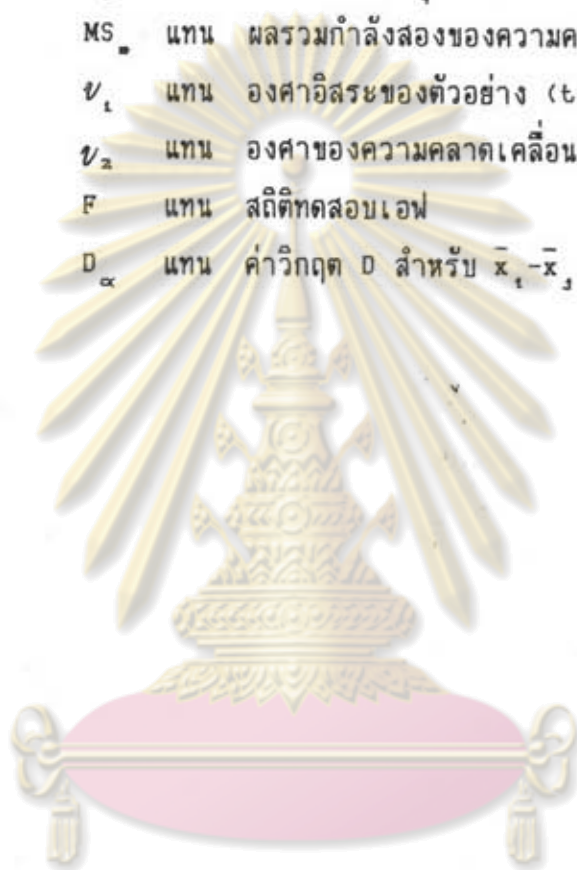 MS แทน ผลรวมกำลังสองของความค
ν₁ แทน องศาอิสระของตัวอย่าง (t
ν₂ แทน องศาของความคลาดเคลื่อน
F แทน สถิติทดสอบเอฟ
D∝ แทน ค่าวิกฤต D สำหรับ x̄ᵢ-x̄ⱼ